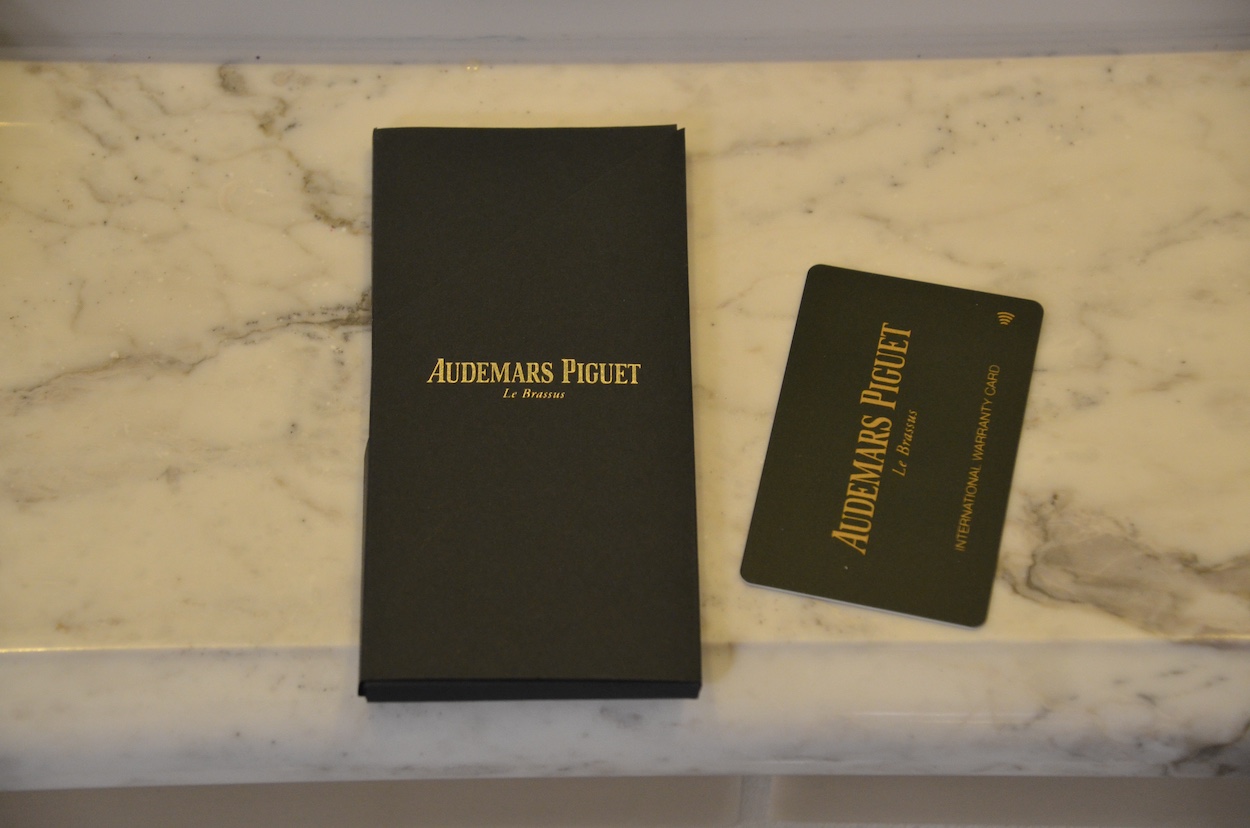 AUDEMARS PIGUET
Le Brassus
AUDEMARS PIGUET
Le Brassus
INTERNATIONAL WARRANTY CARD